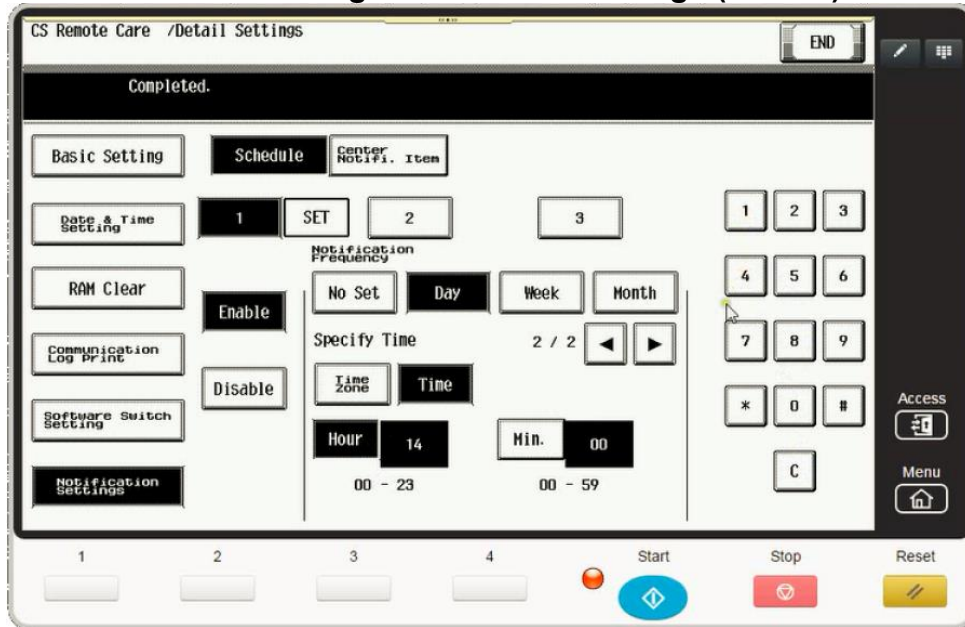 CS Remote Care /Detail Settings
END
Completed.
Basic Setting
Schedule
Center
Notifi. Item
Date & Time
Setting
1
SET
2
3
1 2 3
Notification
Frequency
RAM Clear
Enable
No Set
Day
Week
Month
4 5 6
Communication
Log Print
Specify Time
2 / 2
7 8 9
Disable
Time
Zone
Time
Software Switch
Setting
* 0 #
Access
Hour
14
Min.
00
Notification
Settings
00 - 23
00 - 59
C
Menu
1 2 3 4
Start
Stop
Reset